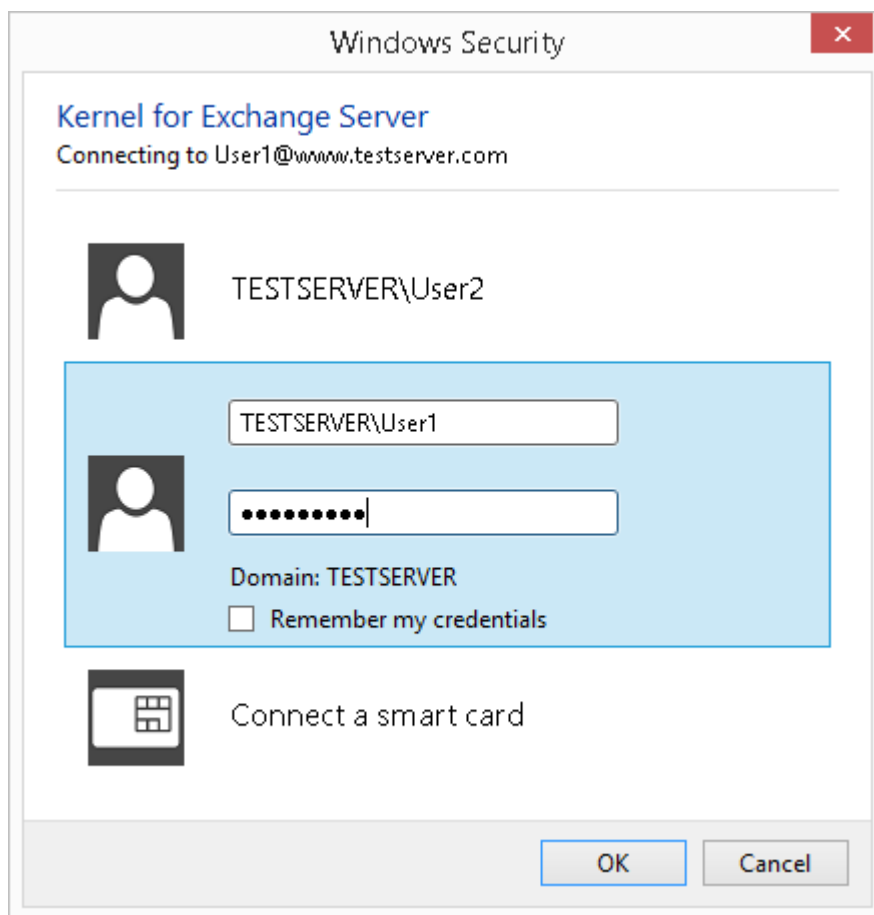 Windows Security
Kernel for Exchange Server
Connecting to User1@www.testserver.com
TESTSERVER\User2
TESTSERVER\User1
●●●●●●●●●
Domain: TESTSERVER
Remember my credentials
Connect a smart card
OK
Cancel